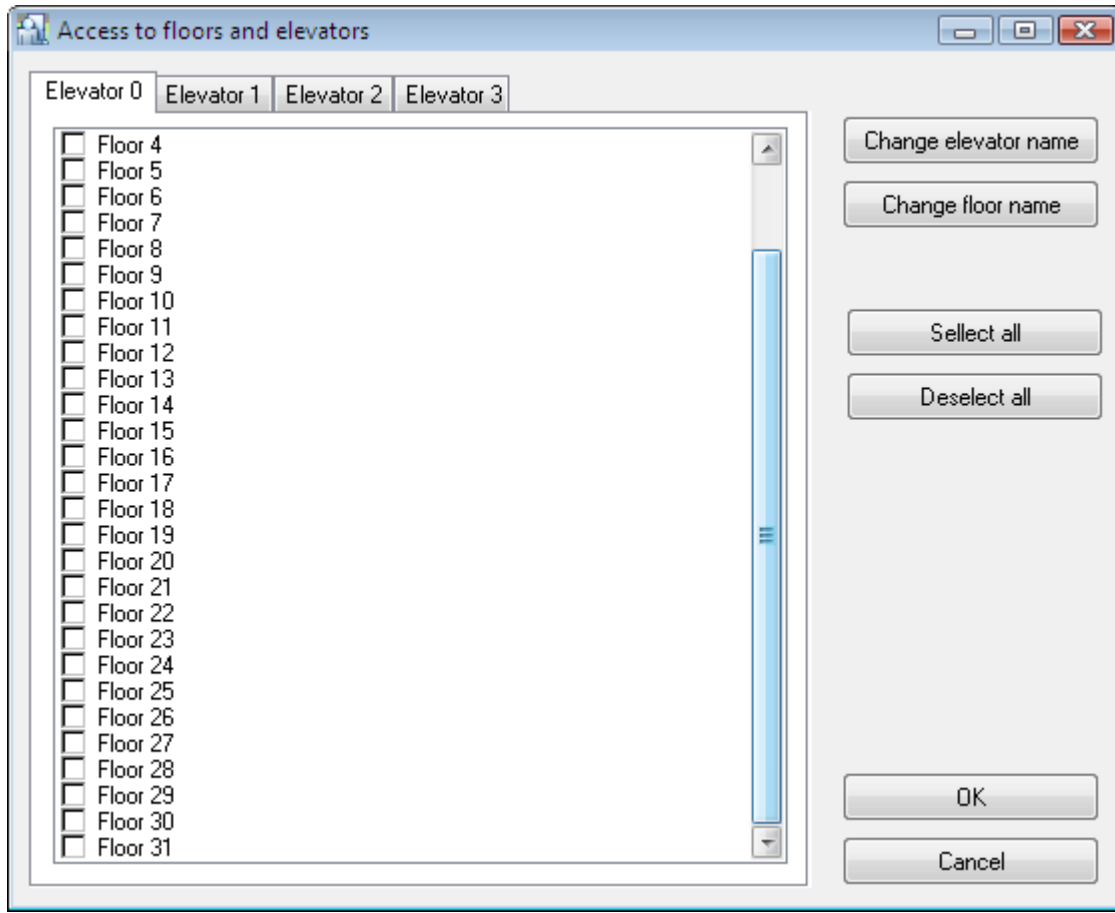 Access to floors and elevators
Elevator 0 Elevator 1 Elevator 2 Elevator 3
Floor 4
Floor 5
Floor 6
Floor 7
Floor 8
Floor 9
Floor 10
Floor 11
Floor 12
Floor 13
Floor 14
Floor 15
Floor 16
Floor 17
Floor 18
Floor 19
Floor 20
Floor 21
Floor 22
Floor 23
Floor 24
Floor 25
Floor 26
Floor 27
Floor 28
Floor 29
Floor 30
Floor 31
Change elevator name
Change floor name
Sellect all
Deselect all
OK
Cancel